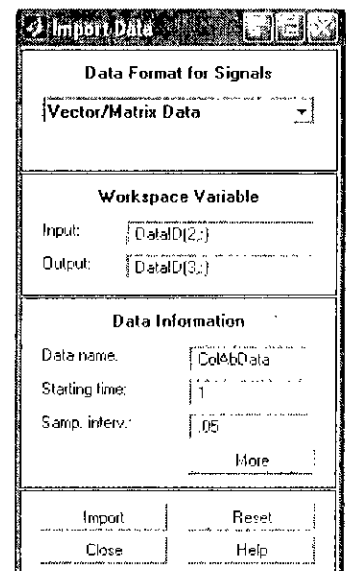 Import Data
Data Format for Signals
Vector/Matrix Data
Workspace Variable
Input: DataID(2,:)
Output: DataID(3,:)
Data Information
Data name: ColAbData
Starting time: 1
Samp. interv.: .05
More
Import Reset
Close Help